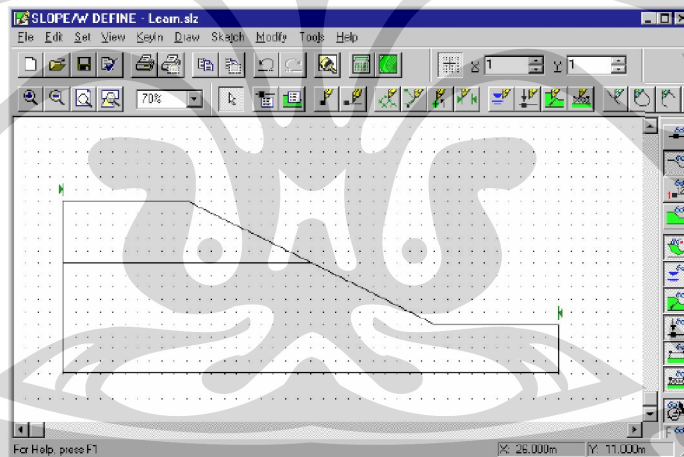 SLOPE/W DEFINE - Learn.slz
File Edit Set View KeyIn Draw Sketch Modify Tools Help
X 1 Y 1
70%
For Help, press F1 X: 26.000m Y: 11.000m